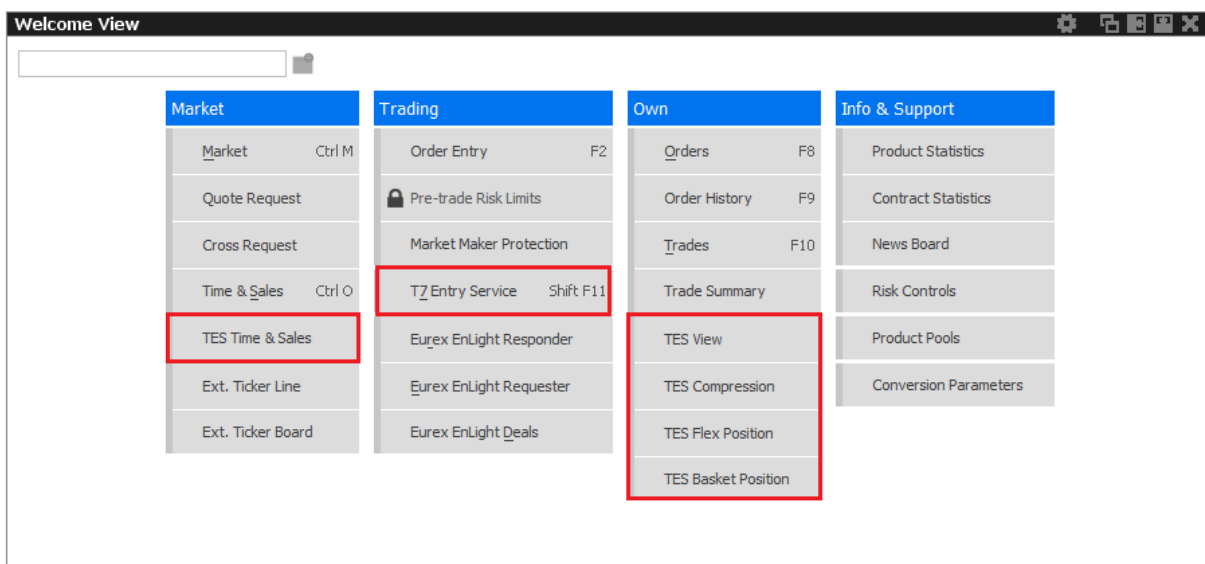 Welcome View
Market
Market Ctrl M
Quote Request
Cross Request
Time & Sales Ctrl O
TES Time & Sales
Ext. Ticker Line
Ext. Ticker Board
Trading
Order Entry F2
Pre-trade Risk Limits
Market Maker Protection
T7 Entry Service Shift F11
Eurex EnLight Responder
Eurex EnLight Requester
Eurex EnLight Deals
Own
Orders F8
Order History F9
Trades F10
Trade Summary
TES View
TES Compression
TES Flex Position
TES Basket Position
Info & Support
Product Statistics
Contract Statistics
News Board
Risk Controls
Product Pools
Conversion Parameters